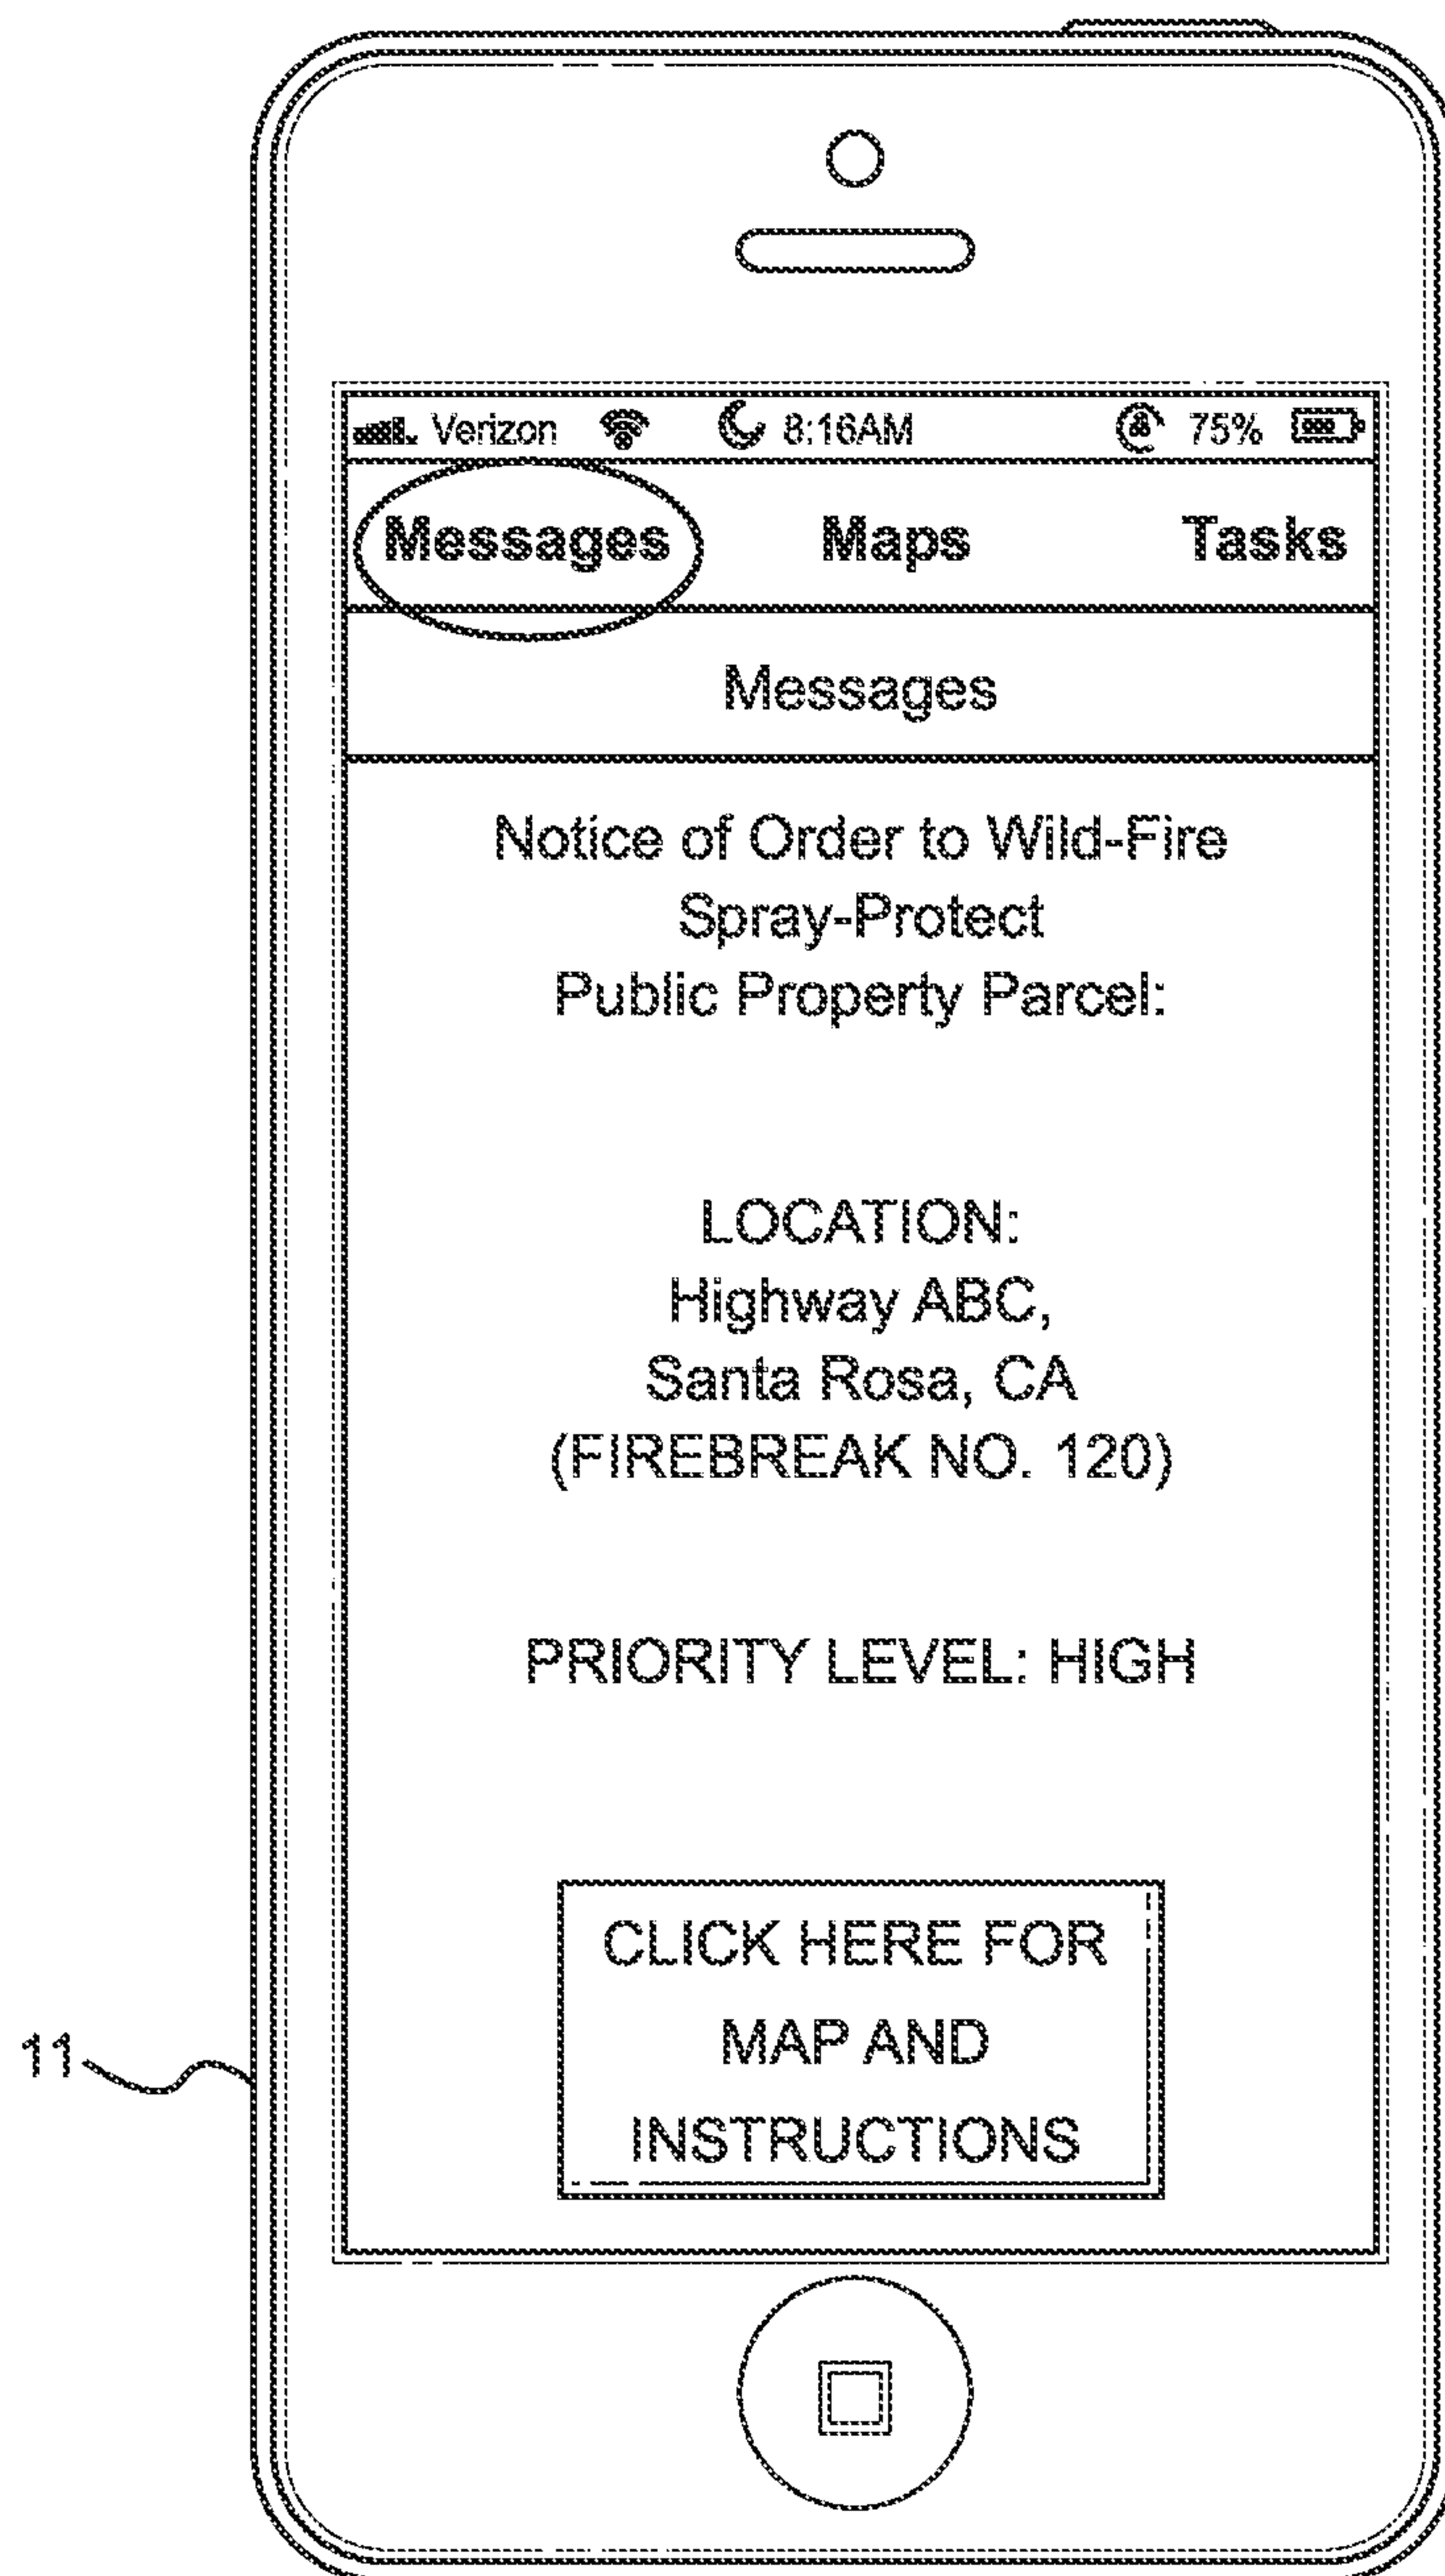 Verizon 8:16AM 75%
Messages Maps Tasks
Messages
Notice of Order to Wild-Fire
Spray-Protect
Public Property Parcel:
LOCATION:
Highway ABC,
Santa Rosa, CA
(FIREBREAK NO. 120)
PRIORITY LEVEL: HIGH
CLICK HERE FOR
MAP AND
INSTRUCTIONS
11